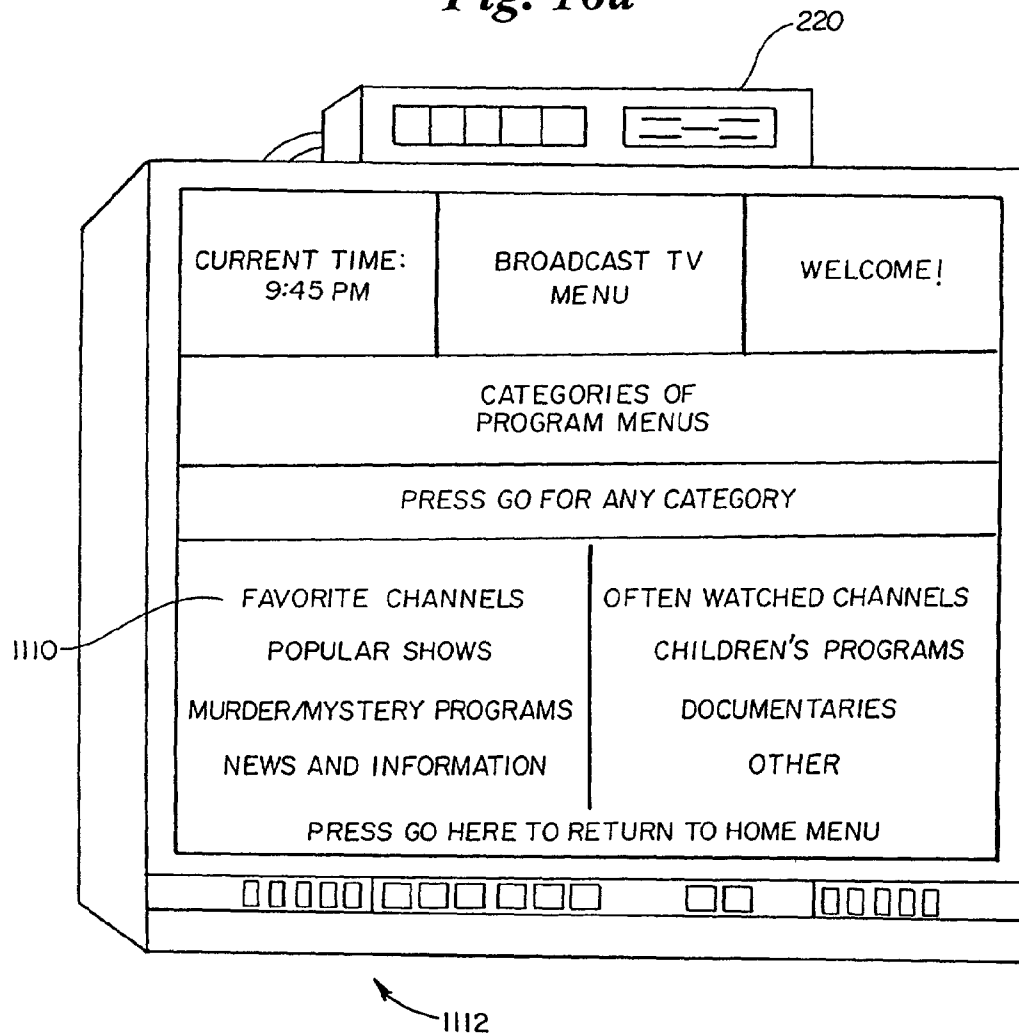 Fig. 16a
220
CURRENT TIME:
9:45 PM
BROADCAST TV
MENU
WELCOME!
CATEGORIES OF
PROGRAM MENUS
PRESS GO FOR ANY CATEGORY
1110
FAVORITE CHANNELS
OFTEN WATCHED CHANNELS
POPULAR SHOWS
CHILDREN'S PROGRAMS
MURDER/MYSTERY PROGRAMS
DOCUMENTARIES
NEWS AND INFORMATION
OTHER
PRESS GO HERE TO RETURN TO HOME MENU
1112